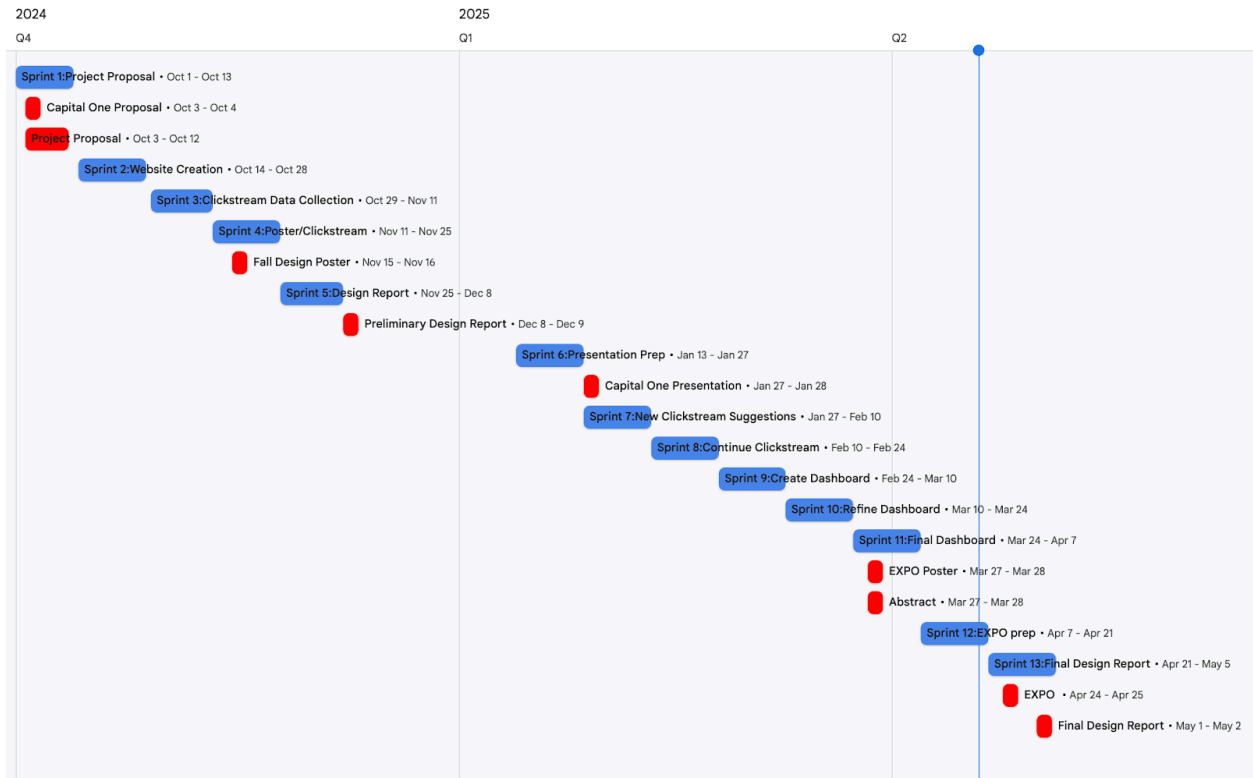 2024 2025
Q4 Q1 Q2
Sprint 1:Project Proposal • Oct 1 - Oct 13
Capital One Proposal • Oct 3 - Oct 4
Project Proposal • Oct 3 - Oct 12
Sprint 2:Website Creation • Oct 14 - Oct 28
Sprint 3:Clickstream Data Collection • Oct 29 - Nov 11
Sprint 4:Poster/Clickstream • Nov 11 - Nov 25
Fall Design Poster • Nov 15 - Nov 16
Sprint 5:Design Report • Nov 25 - Dec 8
Preliminary Design Report • Dec 8 - Dec 9
Sprint 6:Presentation Prep • Jan 13 - Jan 27
Capital One Presentation • Jan 27 - Jan 28
Sprint 7:New Clickstream Suggestions • Jan 27 - Feb 10
Sprint 8:Continue Clickstream • Feb 10 - Feb 24
Sprint 9:Create Dashboard • Feb 24 - Mar 10
Sprint 10:Refine Dashboard • Mar 10 - Mar 24
Sprint 11:Final Dashboard • Mar 24 - Apr 7
EXPO Poster • Mar 27 - Mar 28
Abstract • Mar 27 - Mar 28
Sprint 12:EXPO prep • Apr 7 - Apr 21
Sprint 13:Final Design Report • Apr 21 - May 5
EXPO • Apr 24 - Apr 25
Final Design Report • May 1 - May 2